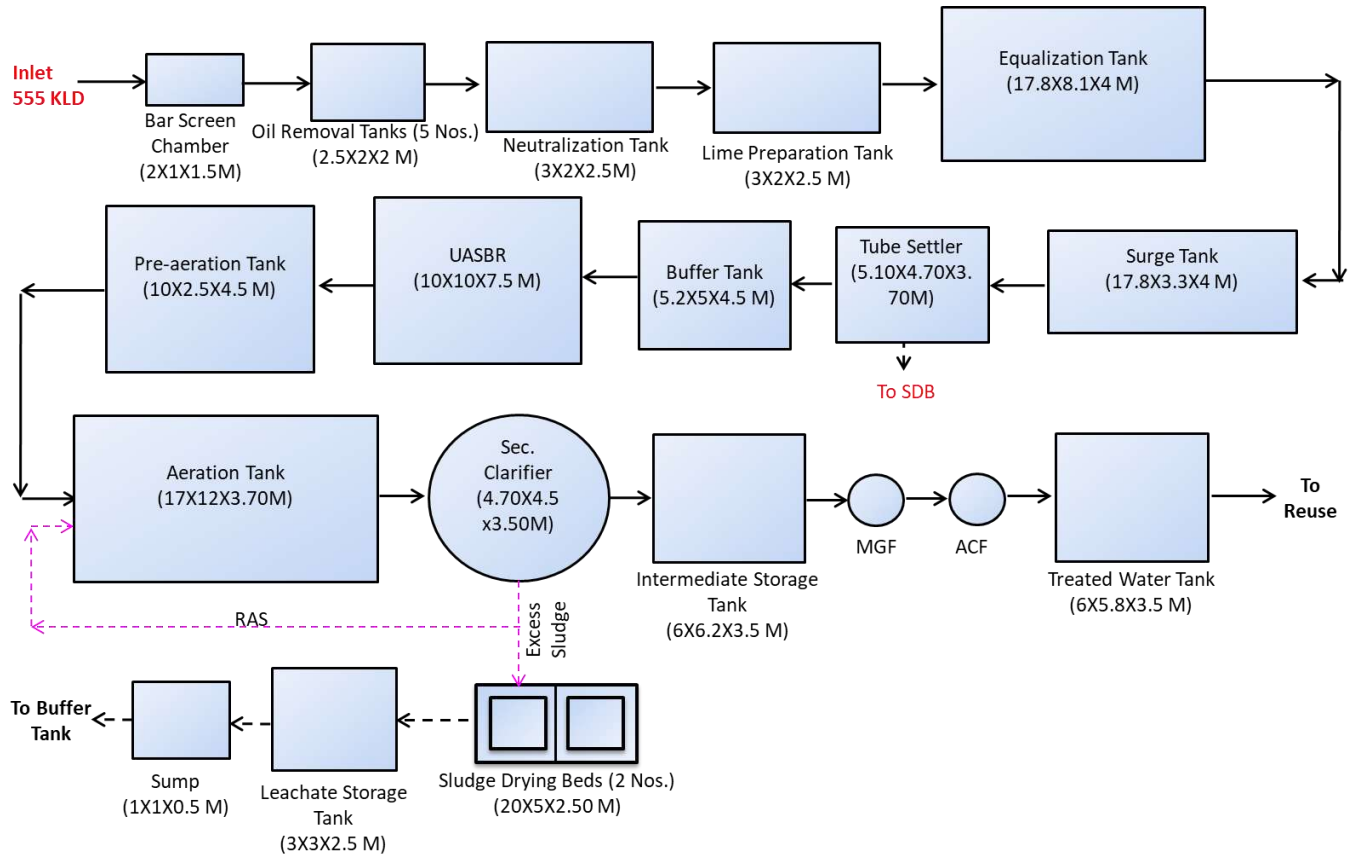 Inlet
555 KLD
Bar Screen
Chamber
(2X1X1.5M)
Oil Removal Tanks (5 Nos.)
(2.5X2X2 M)
Neutralization Tank
(3X2X2.5M)
Lime Preparation Tank
(3X2X2.5 M)
Equalization Tank
(17.8X8.1X4 M)
Pre-aeration Tank
(10X2.5X4.5 M)
UASBR
(10X10X7.5 M)
Buffer Tank
(5.2X5X4.5 M)
Tube Settler
(5.10X4.70X3.
70M)
To SDB
Surge Tank
(17.8X3.3X4 M)
Aeration Tank
(17X12X3.70M)
Sec.
Clarifier
(4.70X4.5
x3.50M)
Intermediate Storage
Tank
(6X6.2X3.5 M)
MGF
ACF
Treated Water Tank
(6X5.8X3.5 M)
To
Reuse
RAS
Excess
Sludge
To Buffer
Tank
Sump
(1X1X0.5 M)
Leachate Storage
Tank
(3X3X2.5 M)
Sludge Drying Beds (2 Nos.)
(20X5X2.50 M)